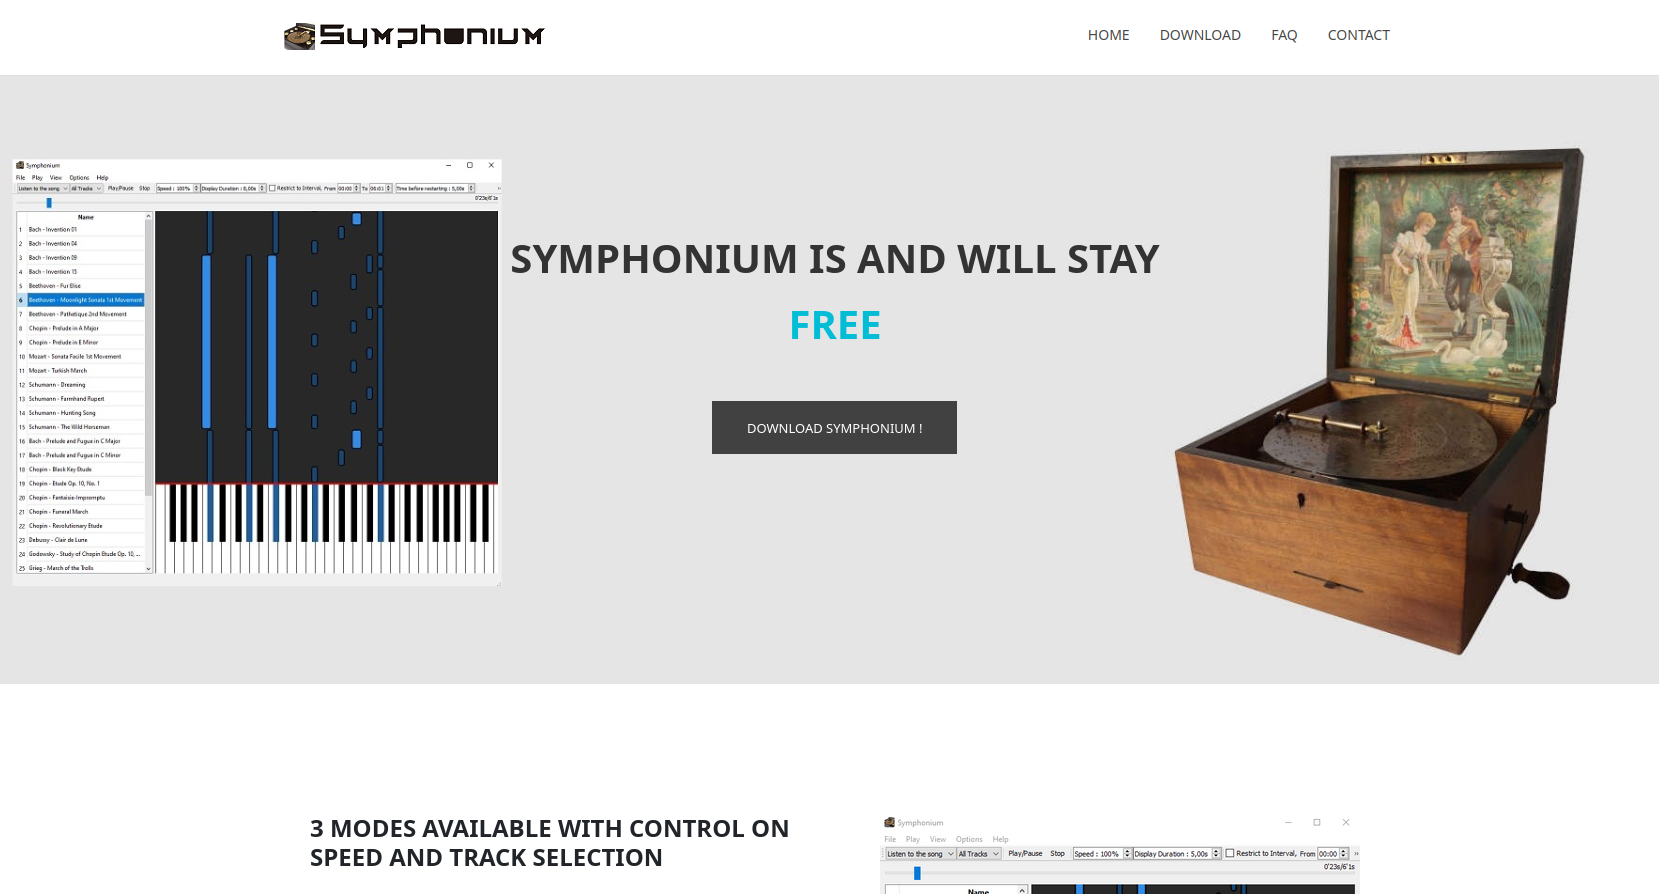 Symphonium
HOME DOWNLOAD FAQ CONTACT
Symphonium
File Play View Options Help
Listen to the song All Tracks Play/Pause Stop Speed : 100% Display Duration : 8,00s Restrict to Interval, From 00:00 To 06:01 Time before restarting : 5,00s »
0'23s/6'1s
Name
1 Bach - Invention 01
2 Bach - Invention 04
3 Bach - Invention 09
4 Bach - Invention 13
5 Beethoven - Fur Elise
6 Beethoven - Moonlight Sonata 1st Movement
7 Beethoven - Pathetique 2nd Movement
8 Chopin - Prelude in A Major
9 Chopin - Prelude in E Minor
10 Mozart - Sonata Facile 1st Movement
11 Mozart - Turkish March
12 Schumann - Dreaming
13 Schumann - Farmhand Rupert
14 Schumann - Hunting Song
15 Schumann - The Wild Horseman
16 Bach - Prelude and Fugue in C Major
17 Bach - Prelude and Fugue in C Minor
18 Chopin - Black Key Etude
19 Chopin - Etude Op. 10, No. 1
20 Chopin - Fantaisie-Impromptu
21 Chopin - Funeral March
22 Chopin - Revolutionary Etude
23 Debussy - Clair de Lune
24 Godowsky - Study of Chopin Etude Op. 10, ...
25 Grieg - March of the Trolls
SYMPHONIUM IS AND WILL STAY
FREE
DOWNLOAD SYMPHONIUM !
3 MODES AVAILABLE WITH CONTROL ON
SPEED AND TRACK SELECTION
Symphonium
File Play View Options Help
Listen to the song All Tracks Play/Pause Stop Speed : 100% Display Duration : 5,00s Restrict to Interval, From 00:00 »
0'23s/6'1s
Name